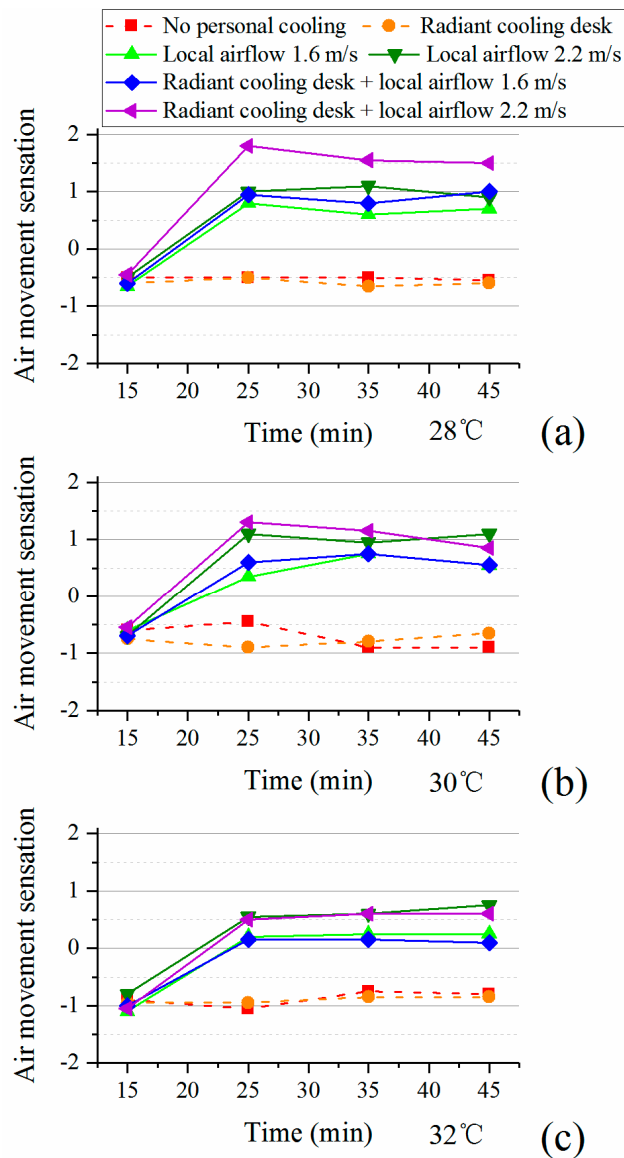 No personal cooling Radiant cooling desk
Local airflow 1.6 m/s Local airflow 2.2 m/s
Radiant cooling desk + local airflow 1.6 m/s
Radiant cooling desk + local airflow 2.2 m/s
Air movement sensation
2
1
0
-1
-2
15 20 25 30 35 40 45
Time (min) 28℃ (a)
Air movement sensation
2
1
0
-1
-2
15 20 25 30 35 40 45
Time (min) 30℃ (b)
Air movement sensation
2
1
0
-1
-2
15 20 25 30 35 40 45
Time (min) 32℃ (c)